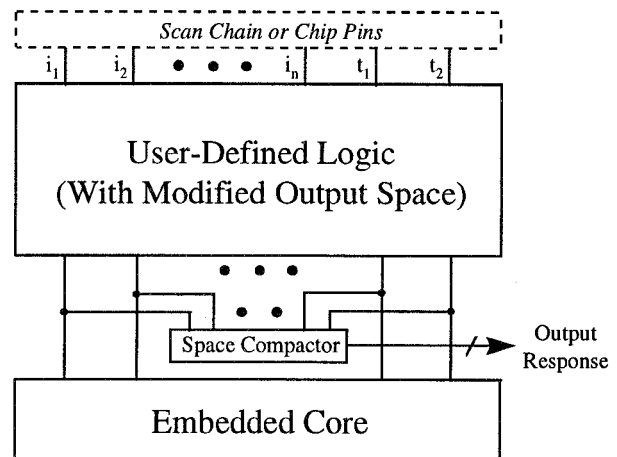 Scan Chain or Chip Pins
i1 i2 • • • in t1 t2
User-Defined Logic
(With Modified Output Space)
• • •
• •
Space Compactor
Output
Response
Embedded Core